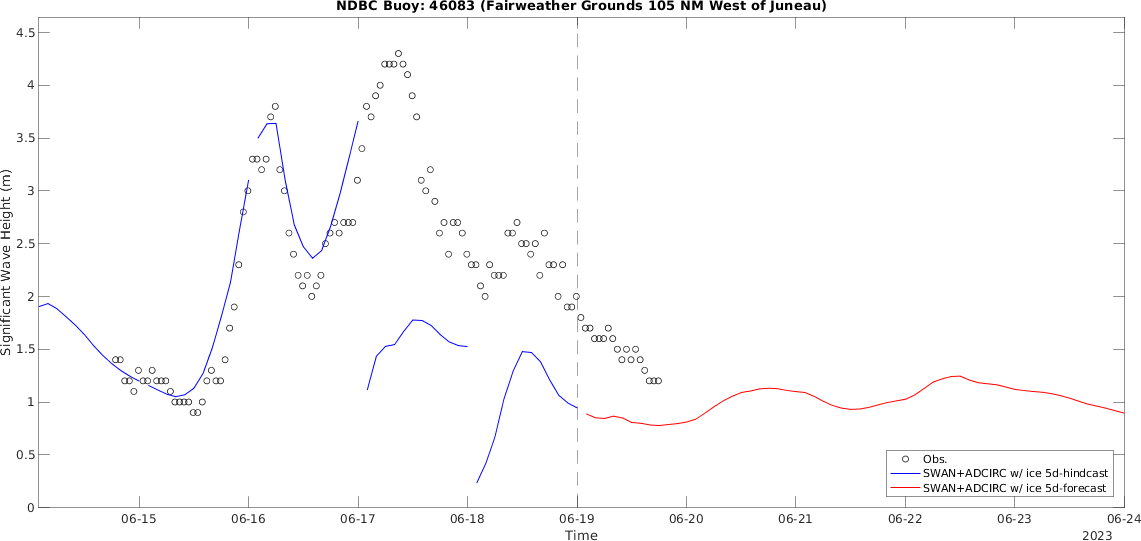 NDBC Buoy: 46083 (Fairweather Grounds 105 NM West of Juneau)
4.5
4
3.5
3
2.5
2
1.5
1
0.5
0
Significant Wave Height (m)
06-15 06-16 06-17 06-18 06-19 06-20 06-21 06-22 06-23 06-24
Time
2023
Obs.
SWAN+ADCIRC w/ ice 5d-hindcast
SWAN+ADCIRC w/ ice 5d-forecast